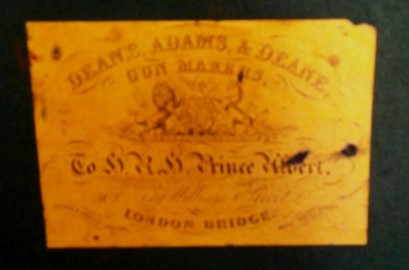 DEANE, ADAMS, & DEANE,
GUN MAKERS,
To H.R.H. Prince Albert.
LONDON BRIDGE.